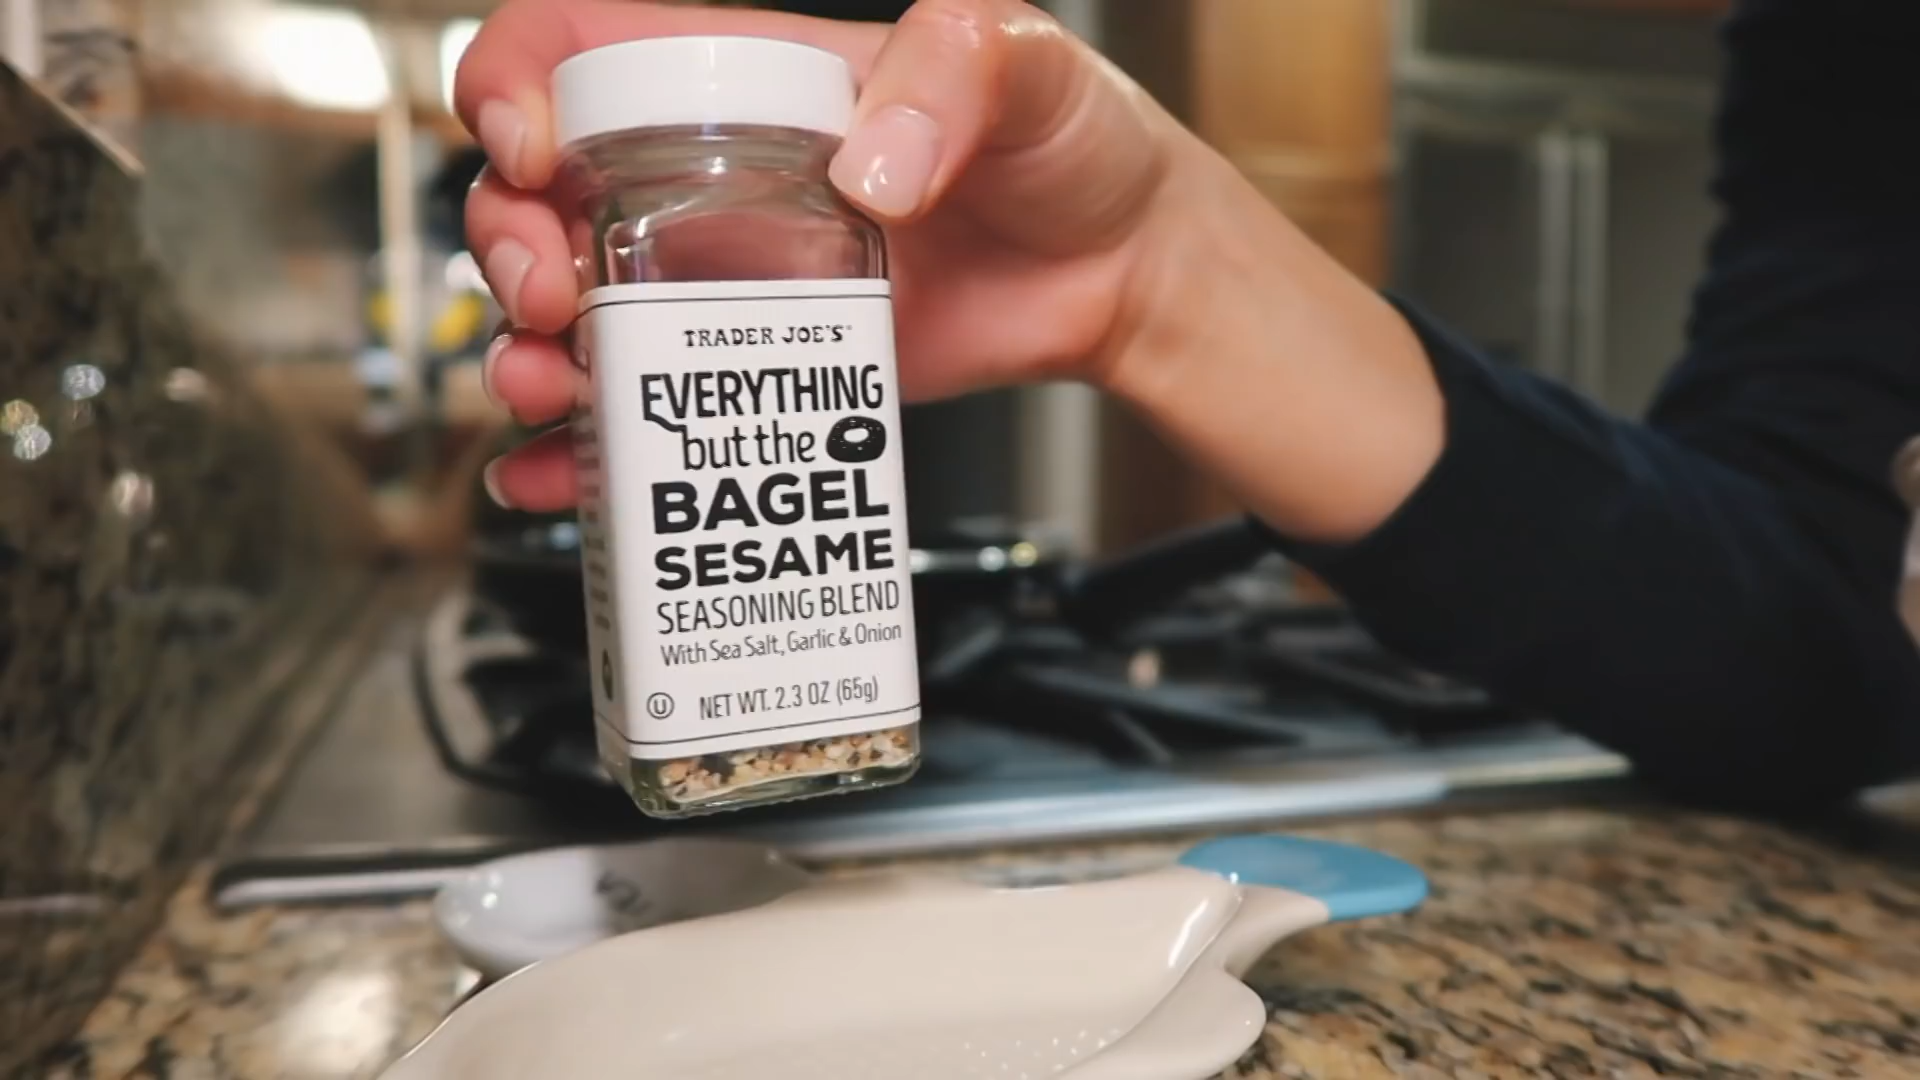 TRADER JOE'S
EVERYTHING
but the
BAGEL
SESAME
SEASONING BLEND
With Sea Salt, Garlic & Onion
U NET WT. 2.3 OZ (65g)